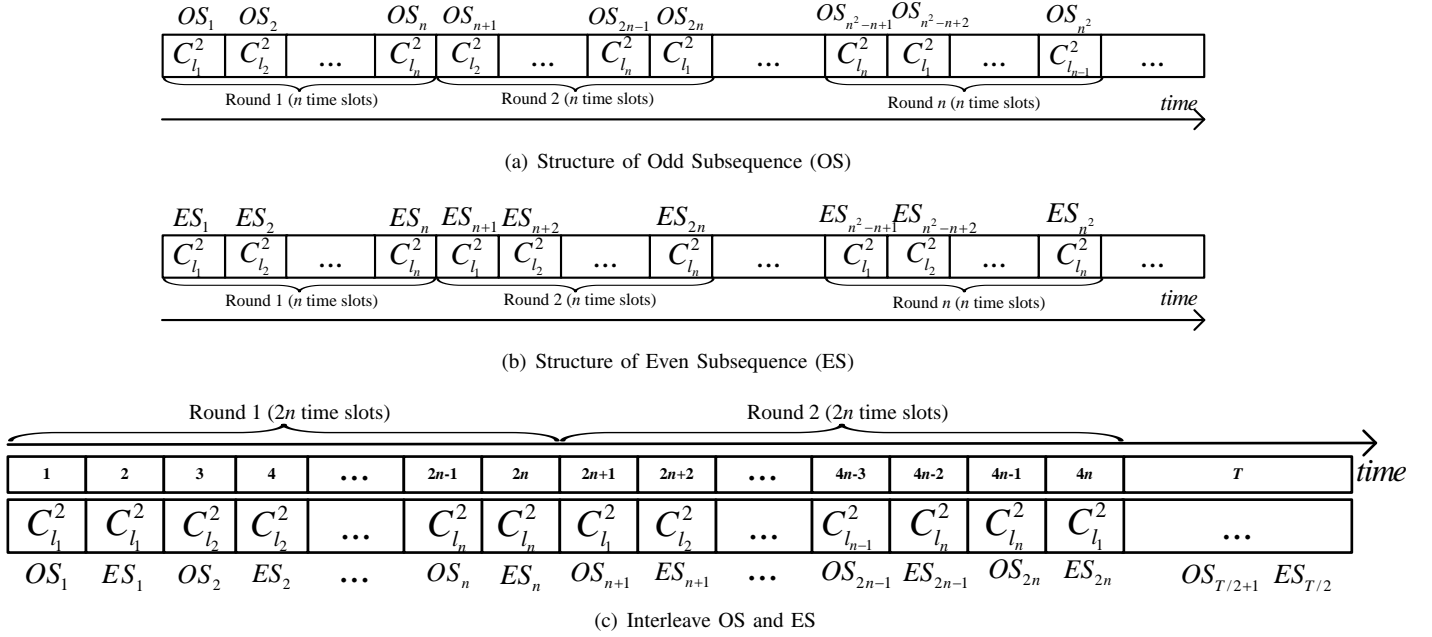 OS_1 OS_2 OS_n OS_{n+1} OS_{2n-1} OS_{2n} OS_{n^2-n+1} OS_{n^2-n+2} OS_{n^2}
C^2_{l_1} C^2_{l_2} ... C^2_{l_n} C^2_{l_2} ... C^2_{l_n} C^2_{l_1} ... C^2_{l_n} C^2_{l_1} ... C^2_{l_{n-1}} ...
Round 1 (n time slots) Round 2 (n time slots) Round n (n time slots)
time
(a) Structure of Odd Subsequence (OS)
ES_1 ES_2 ES_n ES_{n+1} ES_{n+2} ES_{2n} ES_{n^2-n+1} ES_{n^2-n+2} ES_{n^2}
C^2_{l_1} C^2_{l_2} ... C^2_{l_n} C^2_{l_1} C^2_{l_2} ... C^2_{l_n} ... C^2_{l_1} C^2_{l_2} ... C^2_{l_n} ...
Round 1 (n time slots) Round 2 (n time slots) Round n (n time slots)
time
(b) Structure of Even Subsequence (ES)
Round 1 (2n time slots) Round 2 (2n time slots)
1 2 3 4 ... 2n-1 2n 2n+1 2n+2 ... 4n-3 4n-2 4n-1 4n T time
C^2_{l_1} C^2_{l_1} C^2_{l_2} C^2_{l_2} ... C^2_{l_n} C^2_{l_n} C^2_{l_1} C^2_{l_2} ... C^2_{l_{n-1}} C^2_{l_n} C^2_{l_n} C^2_{l_1} ...
OS_1 ES_1 OS_2 ES_2 ... OS_n ES_n OS_{n+1} ES_{n+1} ... OS_{2n-1} ES_{2n-1} OS_{2n} ES_{2n} OS_{T/2+1} ES_{T/2}
(c) Interleave OS and ES